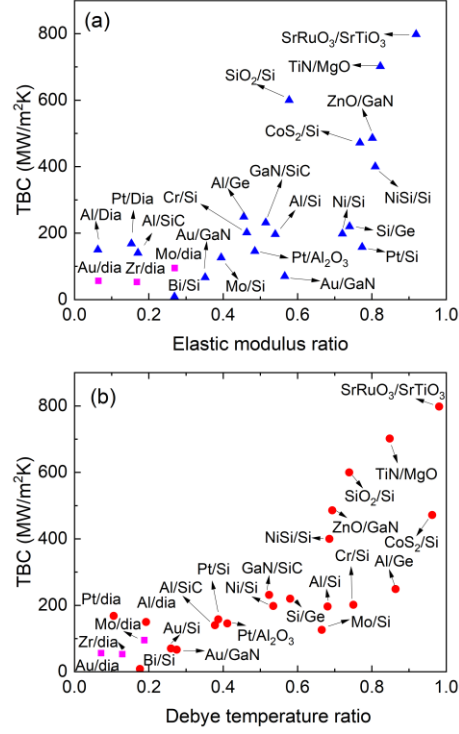 (a)
SrRuO₃/SrTiO₃
TiN/MgO
SiO₂/Si
ZnO/GaN
CoS₂/Si
NiSi/Si
GaN/SiC
Al/Ge
Cr/Si
Al/Si
Ni/Si
Pt/Dia
Al/Dia
Al/SiC
Au/GaN
Si/Ge
Mo/dia
Pt/Al₂O₃
Pt/Si
Au/dia
Zr/dia
Bi/Si
Mo/Si
Au/GaN
TBC (MW/m²K)
800
600
400
200
0
0.0 0.2 0.4 0.6 0.8 1.0
Elastic modulus ratio
(b)
SrRuO₃/SrTiO₃
TiN/MgO
SiO₂/Si
ZnO/GaN
NiSi/Si
CoS₂/Si
Cr/Si
Al/Ge
Pt/Si
GaN/SiC
Al/Si
Al/SiC
Ni/Si
Pt/dia
Al/dia
Si/Ge
Mo/dia
Au/Si
Pt/Al₂O₃
Mo/Si
Zr/dia
Au/dia
Bi/Si
Au/GaN
TBC (MW/m²K)
800
600
400
200
0
0.0 0.2 0.4 0.6 0.8 1.0
Debye temperature ratio